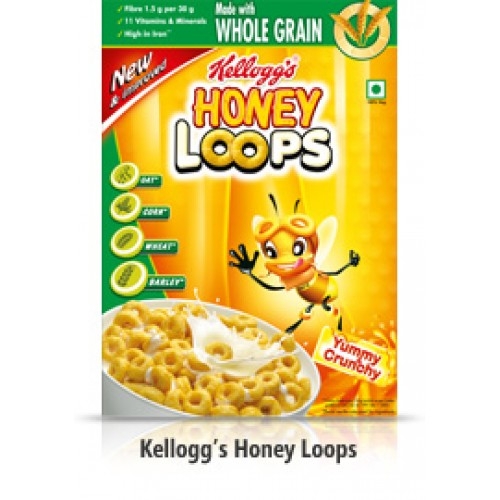 ✓ Fibre 1.5 g per 30 g
✓ 11 Vitamins & Minerals
✓ High in Iron**
Made with
WHOLE GRAIN
New
& improved
Kellogg's
HONEY
LOOPS
OAT*
CORN*
WHEAT*
BARLEY*
Yummy
Crunchy
Kellogg's Honey Loops